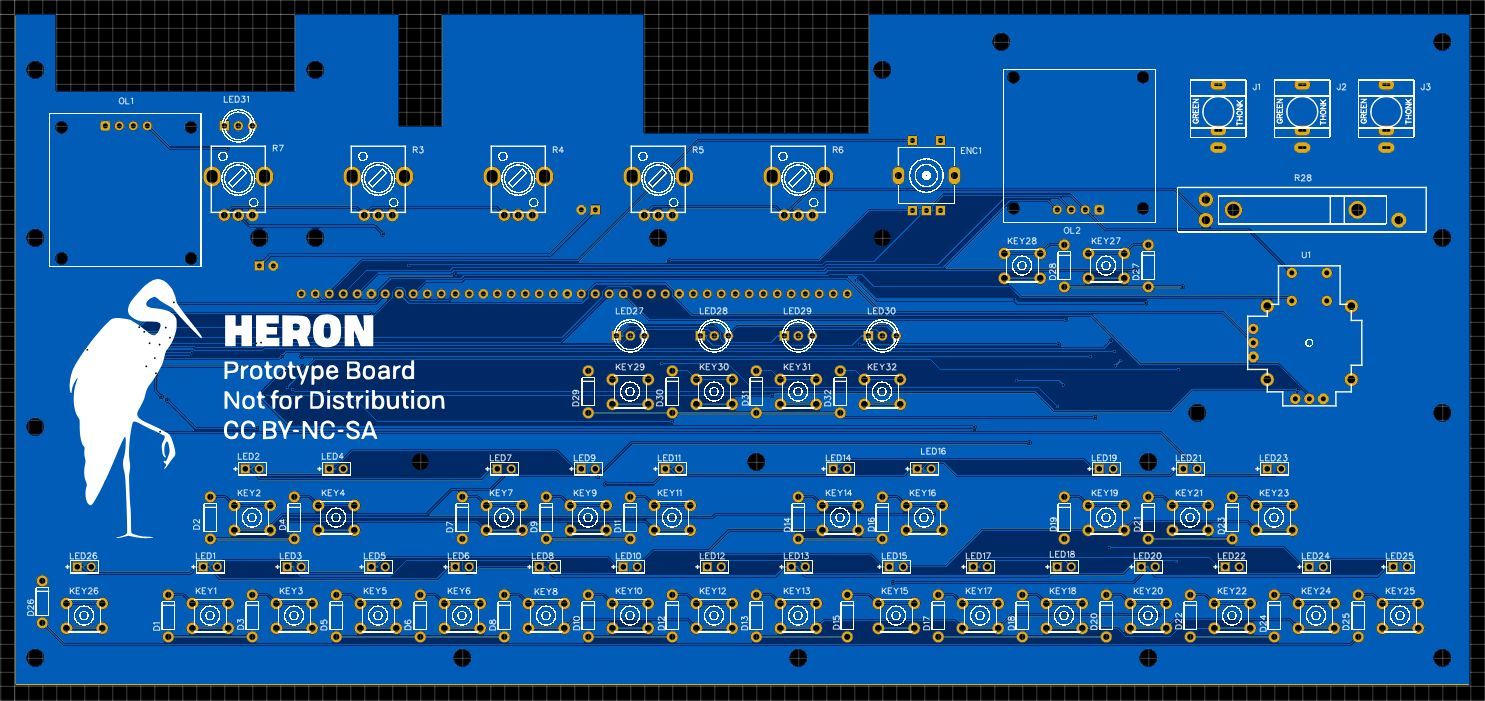 OL1
LED31
R7
R3
R4
R5
R6
ENC1
GREEN THONK J1
GREEN THONK J2
GREEN THONK J3
R28
OL2
KEY28
D28
KEY27
D27
U1
LED27
LED28
LED29
LED30
HERON
Prototype Board
Not for Distribution
CC BY-NC-SA
D29
KEY29
D30
KEY30
D31
KEY31
D32
KEY32
LED2
LED4
LED7
LED9
LED11
LED14
LED16
LED19
LED21
LED23
D2
KEY2
D4
KEY4
D7
KEY7
D9
KEY9
D11
KEY11
D14
KEY14
D16
KEY16
D19
KEY19
D21
KEY21
D23
KEY23
LED26
LED1
LED3
LED5
LED6
LED8
LED10
LED12
LED13
LED15
LED17
LED18
LED20
LED22
LED24
LED25
D26
KEY26
D1
KEY1
D3
KEY3
D5
KEY5
D6
KEY6
D8
KEY8
D10
KEY10
D12
KEY12
D13
KEY13
D15
KEY15
D17
KEY17
D18
KEY18
D20
KEY20
D22
KEY22
D24
KEY24
D25
KEY25